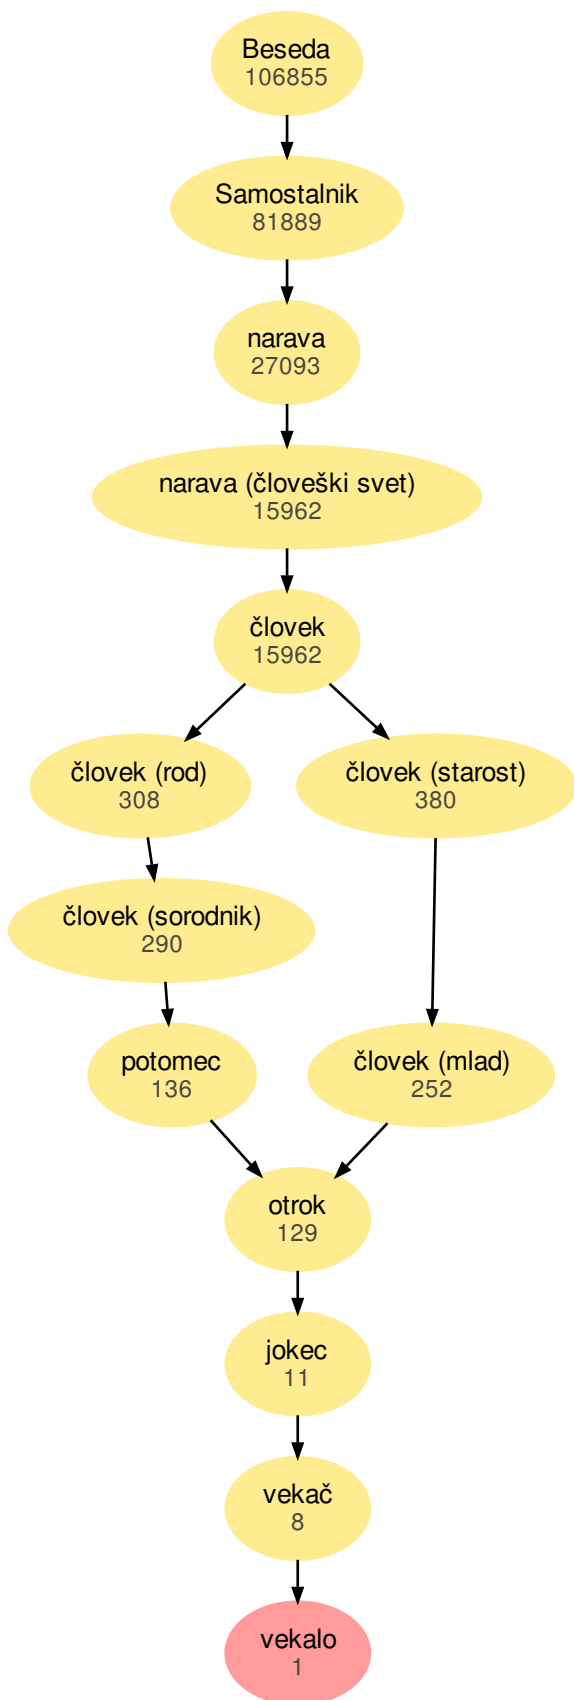 Beseda
106855
Samostalnik
81889
narava
27093
narava (človeški svet)
15962
človek
15962
človek (rod)
308
človek (starost)
380
človek (sorodnik)
290
potomec
136
človek (mlad)
252
otrok
129
jokec
11
vekač
8
vekalo
1